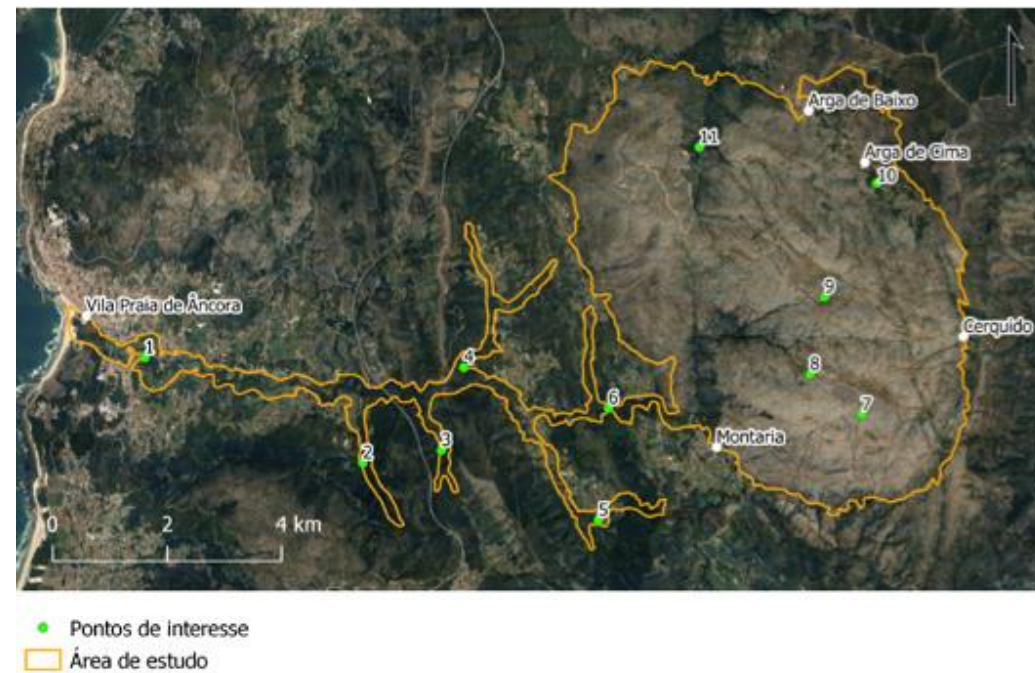 Arga de Baixo
11
Arga de Cima
10
9
Vila Praia de Âncora
Cerquido
1
4
8
6
7
Montaria
3
2
5
0 2 4 km
Pontos de interesse
Área de estudo